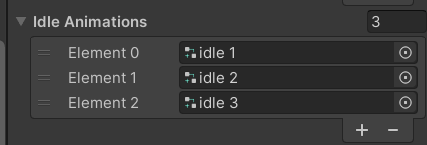 Idle Animations 3
Element 0 idle 1
Element 1 idle 2
Element 2 idle 3
+ −